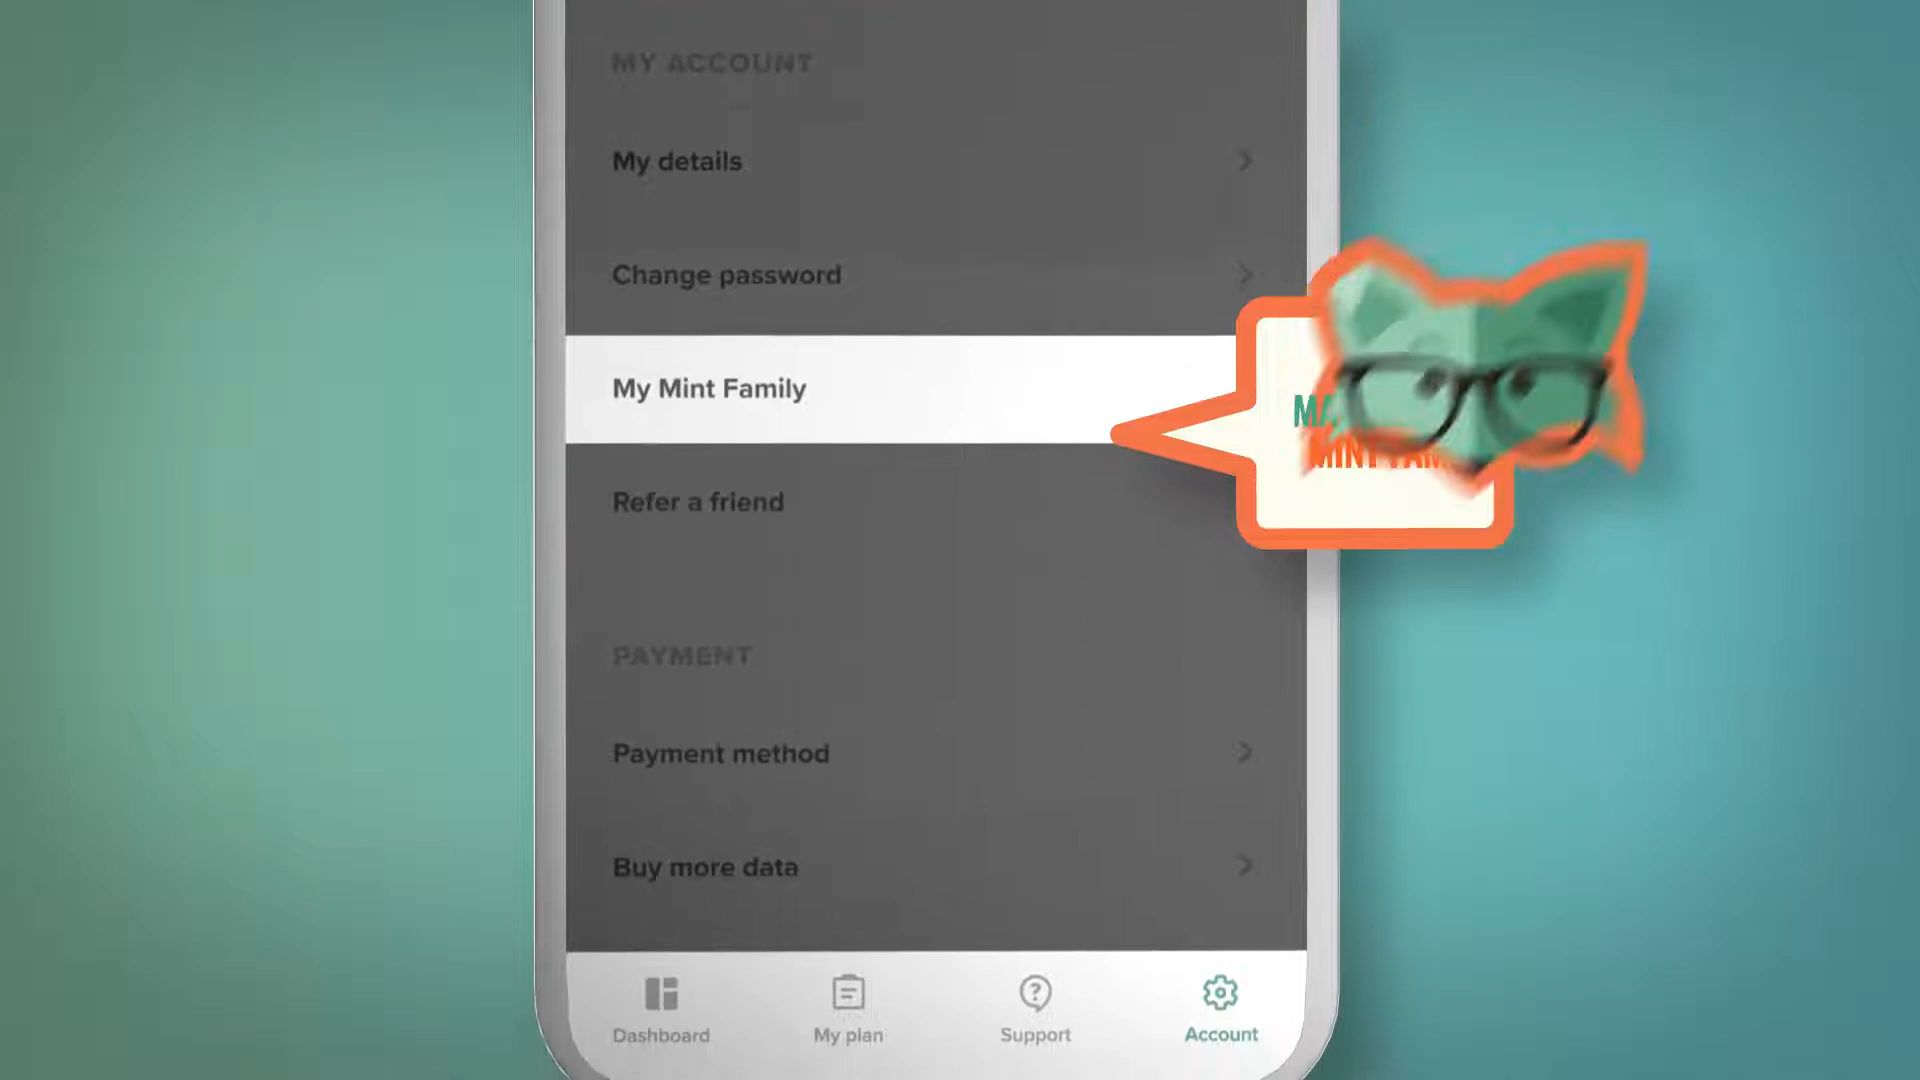 MY ACCOUNT
My details
Change password
My Mint Family
Refer a friend
PAYMENT
Payment method
Buy more data
Dashboard
My plan
Support
Account